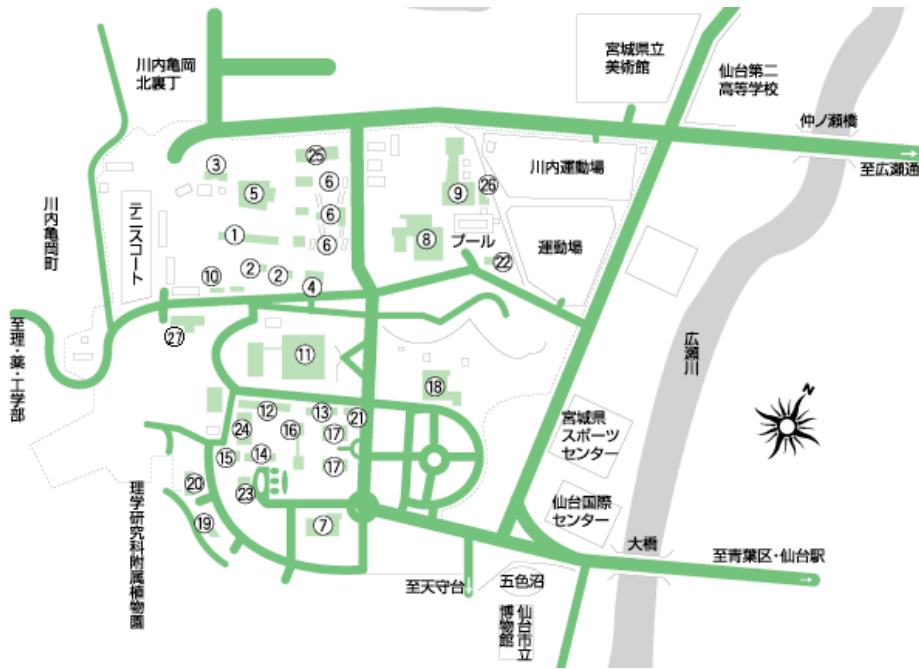 川内亀岡
北裏丁
宮城県立
美術館
仙台第二
高等学校
仲ノ瀬橋
至広瀬通
③
㉕
⑤
⑥
⑥
⑥
⑨
㉖
川内運動場
川内亀岡町
テニスコート
①
②
②
⑩
④
⑧
プール
㉒
運動場
㉗
至理・薬・工学部
⑪
⑱
広瀬川
N
⑫
⑬
㉑
㉔
⑯
⑰
⑮
⑭
⑰
宮城県
スポーツ
センター
⑳
㉓
⑲
⑦
理学研究科附属植物園
仙台国際
センター
大橋
至青葉区・仙台駅
至天守台
五色沼
仙台市立
博物館